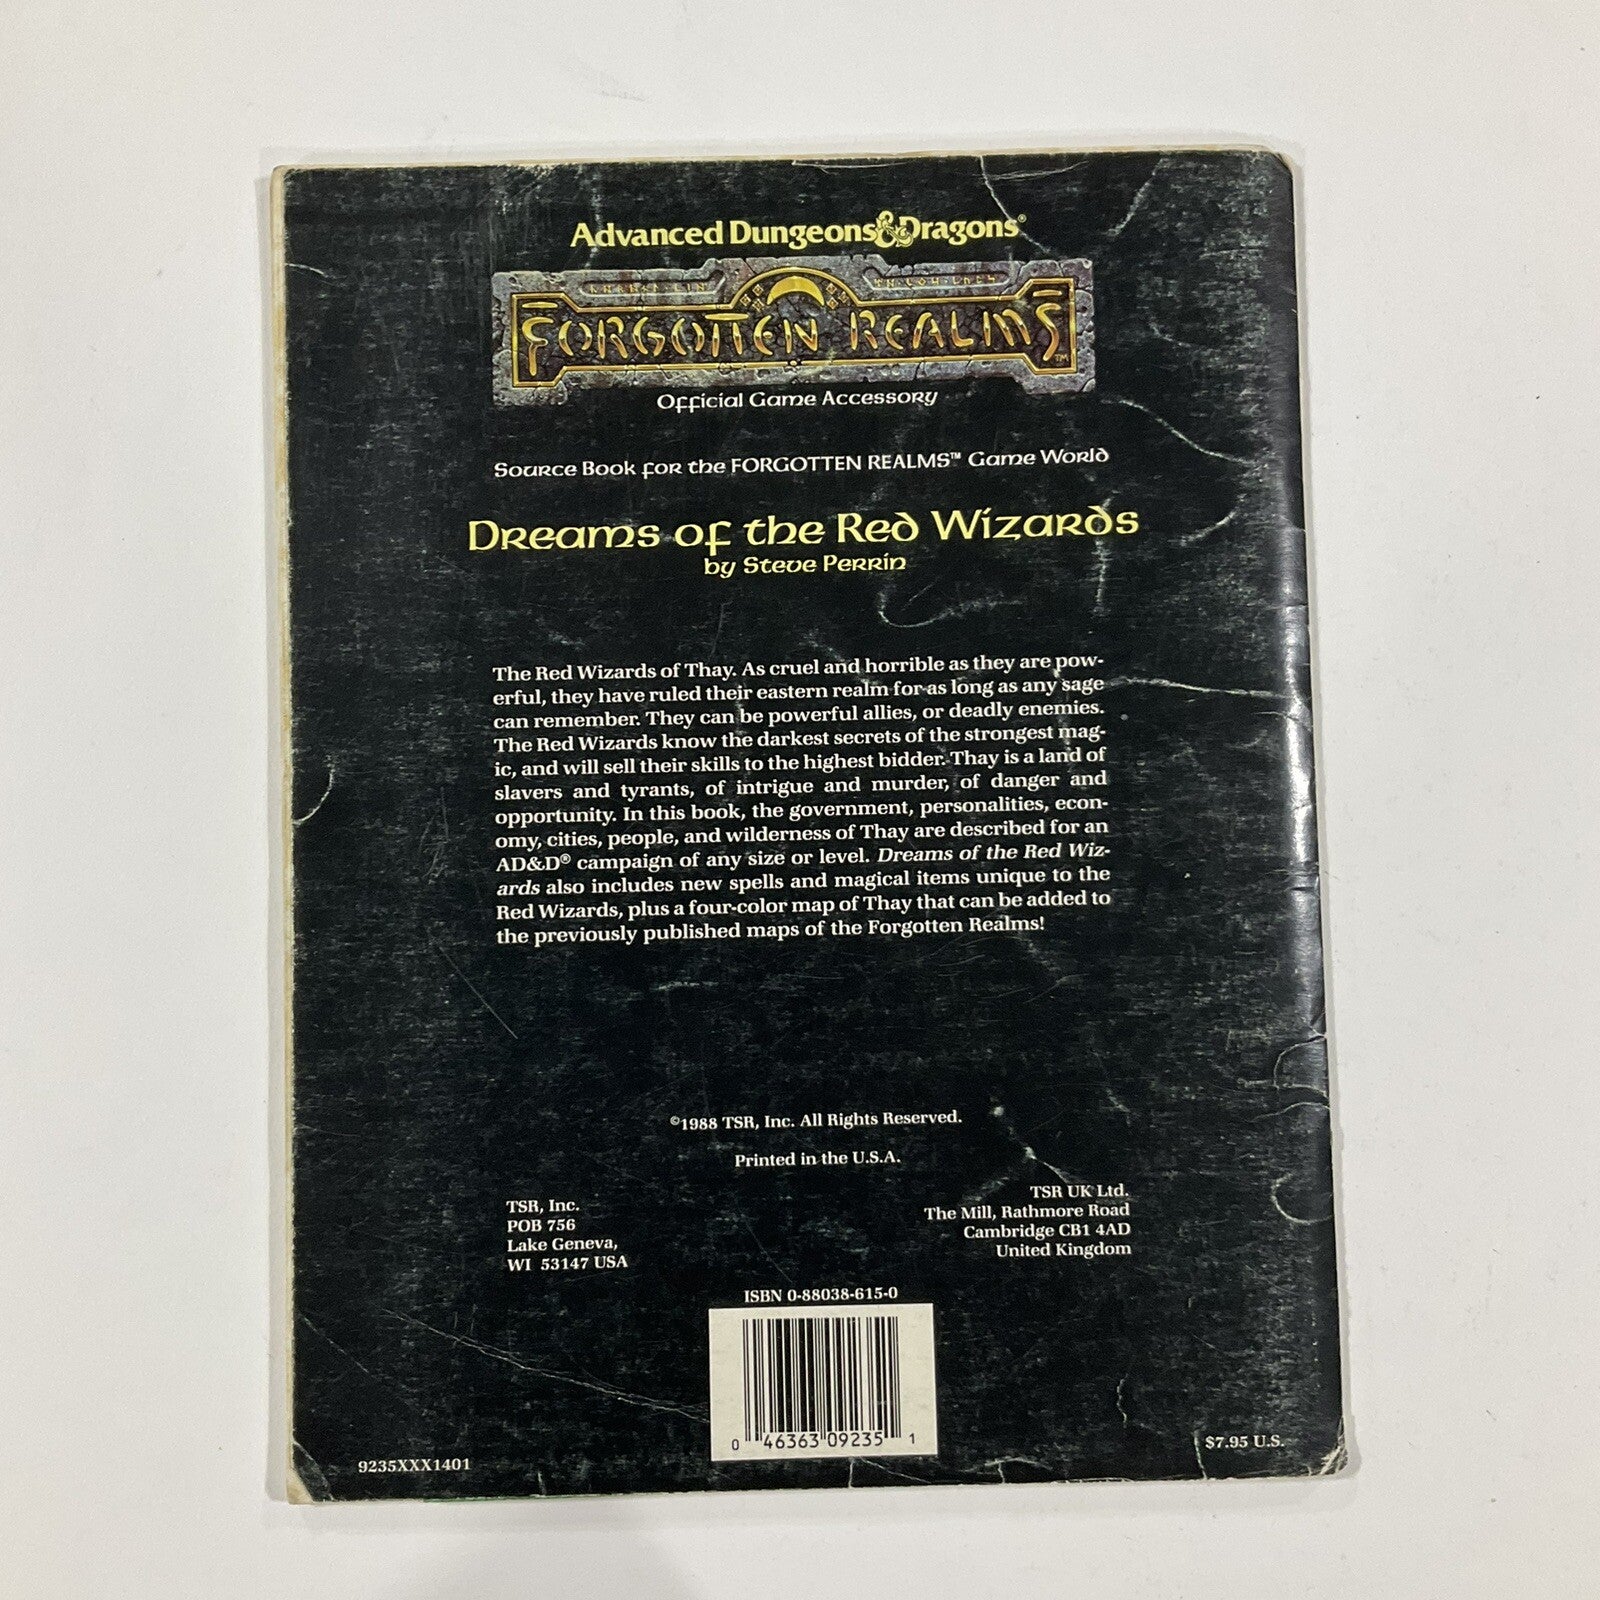 Advanced Dungeons & Dragons®
FORGOTTEN REALMS™
Official Game Accessory
Source Book for the FORGOTTEN REALMS™ Game World
Dreams of the Red Wizards
by Steve Perrin
The Red Wizards of Thay. As cruel and horrible as they are pow-
erful, they have ruled their eastern realm for as long as any sage
can remember. They can be powerful allies, or deadly enemies.
The Red Wizards know the darkest secrets of the strongest mag-
ic, and will sell their skills to the highest bidder. Thay is a land of
slavers and tyrants, of intrigue and murder, of danger and
opportunity. In this book, the government, personalities, econ-
omy, cities, people, and wilderness of Thay are described for an
AD&D® campaign of any size or level. Dreams of the Red Wiz-
ards also includes new spells and magical items unique to the
Red Wizards, plus a four-color map of Thay that can be added to
the previously published maps of the Forgotten Realms!
©1988 TSR, Inc. All Rights Reserved.
Printed in the U.S.A.
TSR, Inc.
POB 756
Lake Geneva,
WI 53147 USA
TSR UK Ltd.
The Mill, Rathmore Road
Cambridge CB1 4AD
United Kingdom
ISBN 0-88038-615-0
0 46363 09235 1
9235XXX1401
$7.95 U.S.